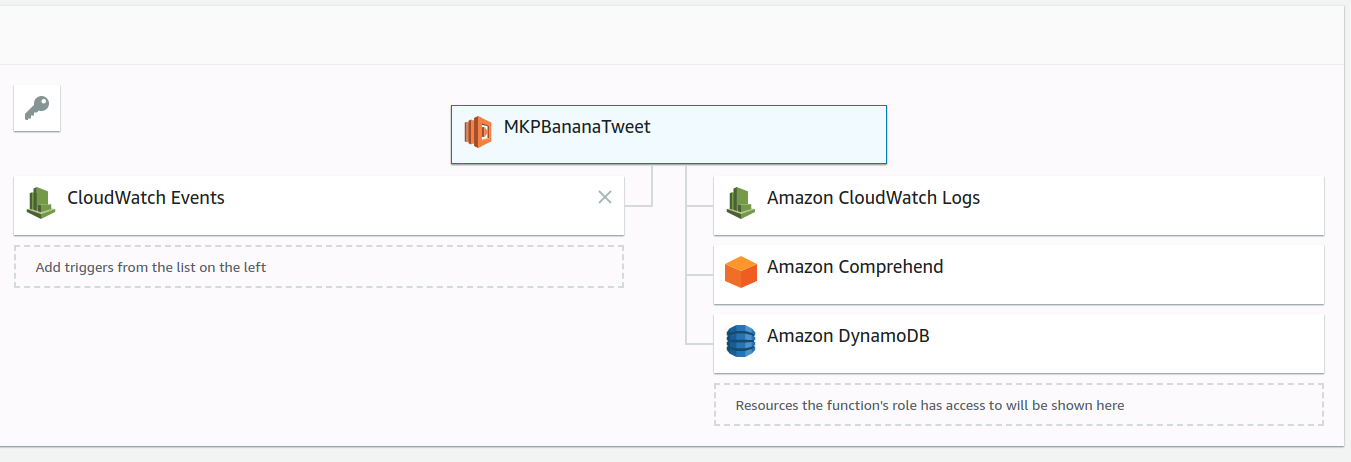 MKPBananaTweet
CloudWatch Events
Add triggers from the list on the left
Amazon CloudWatch Logs
Amazon Comprehend
Amazon DynamoDB
Resources the function's role has access to will be shown here